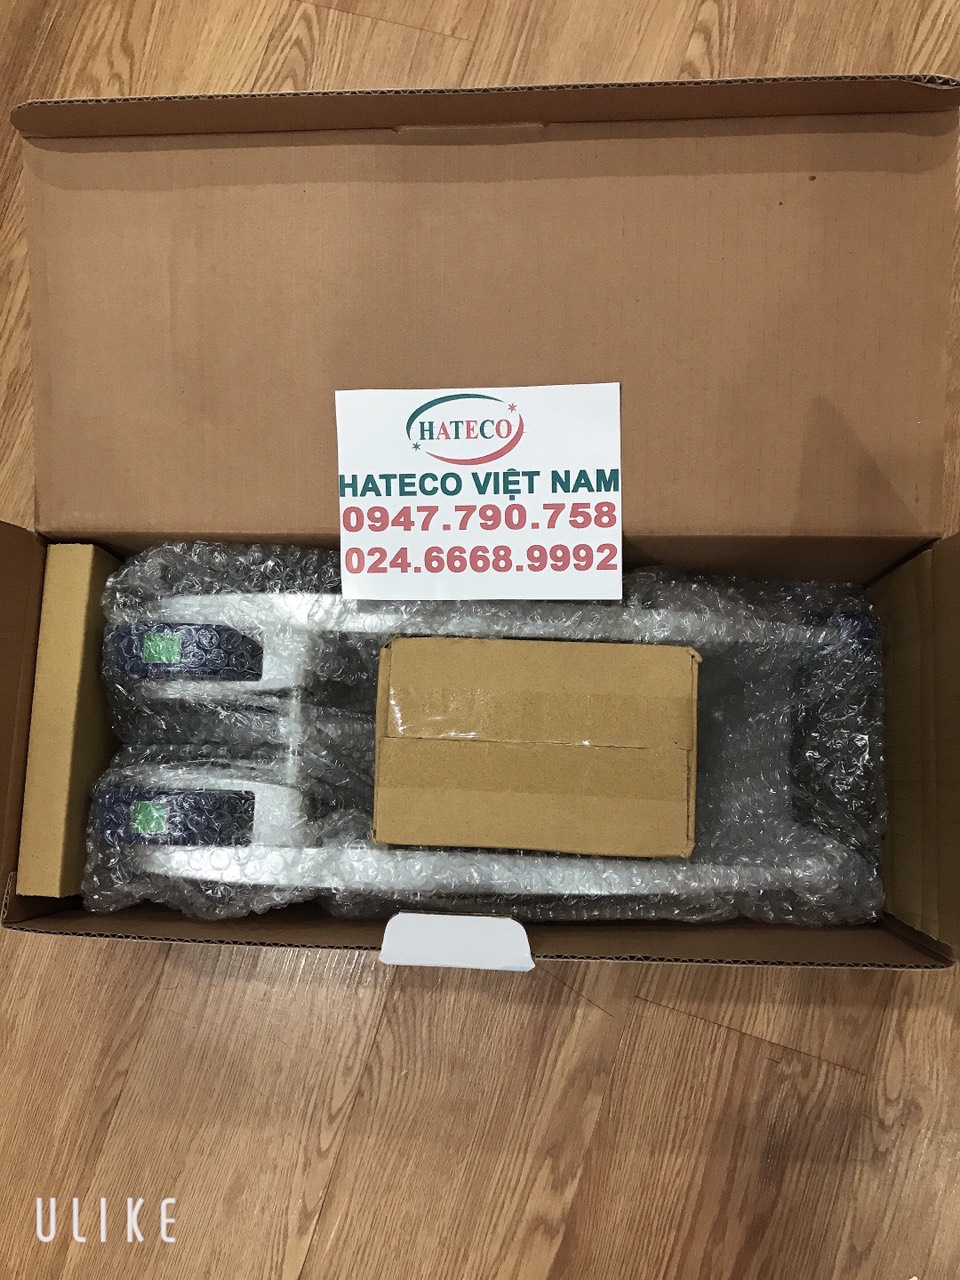 HATECO
HATECO VIỆT NAM
0947.790.758
024.6668.9992
ULIKE